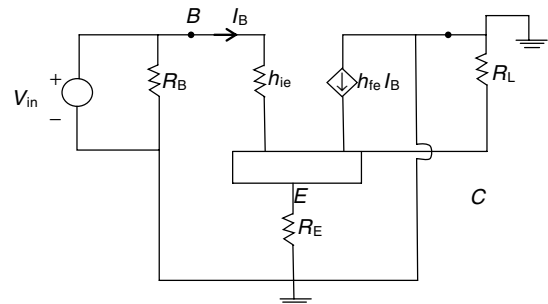 B I_B
+
V_in
−
R_B
h_ie
h_fe I_B
R_L
E
C
R_E